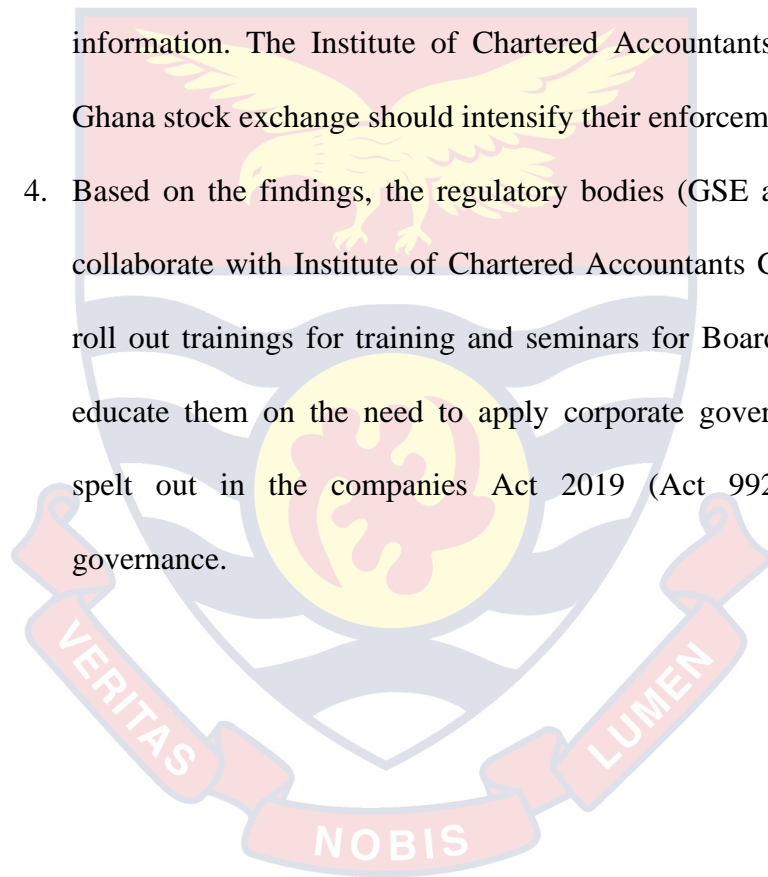 information. The Institute of Chartered Accountants
Ghana stock exchange should intensify their
4. Based on the findings, the regulatory bodies (GSE
collaborate with Institute of Chartered Accountants
roll out trainings for training and seminars for Board
educate them on the need to apply corporate
spelt out in the companies Act 2019 (Act 992
governance.
VERITAS
NOBIS
LUMEN